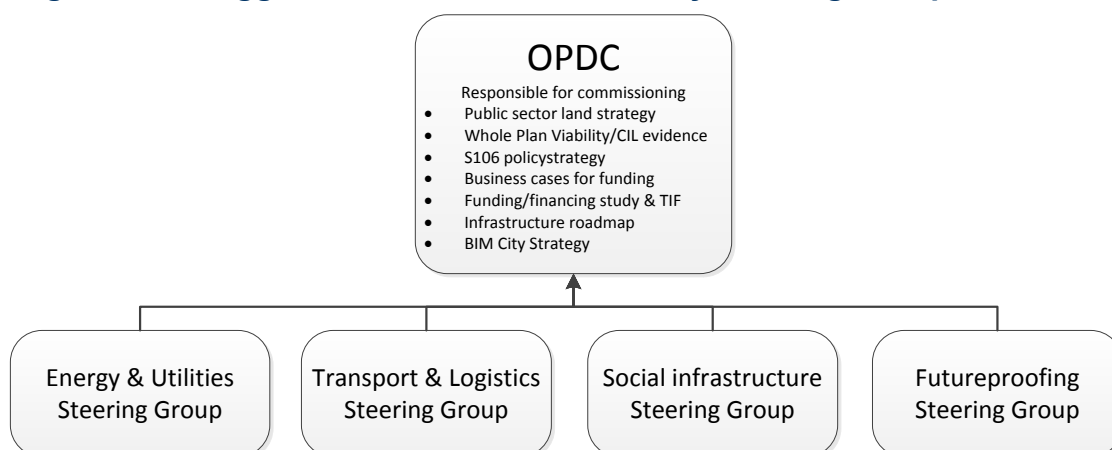 OPDC
Responsible for commissioning
• Public sector land strategy
• Whole Plan Viability/CIL evidence
• S106 policystrategy
• Business cases for funding
• Funding/financing study & TIF
• Infrastructure roadmap
• BIM City Strategy
Energy & Utilities
Steering Group
Transport & Logistics
Steering Group
Social infrastructure
Steering Group
Futureproofing
Steering Group